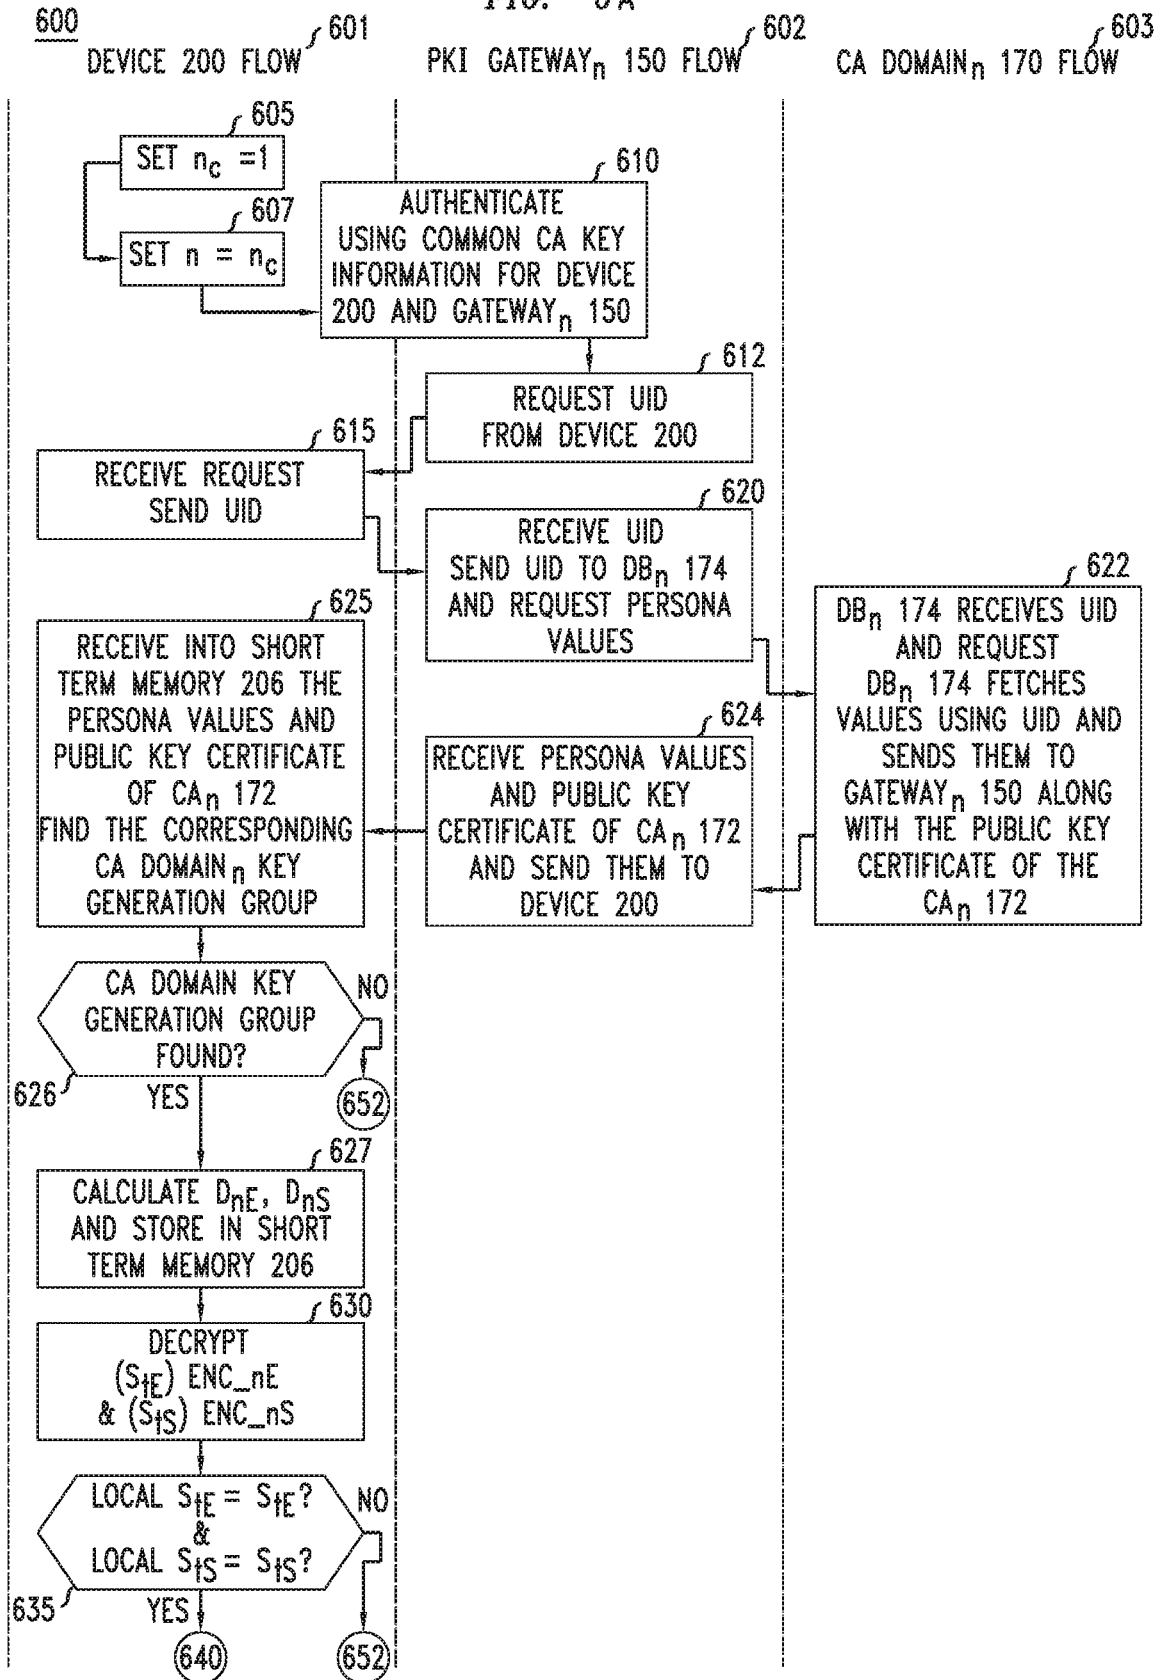 600
601
DEVICE 200 FLOW
602
PKI GATEWAYn 150 FLOW
603
CA DOMAINn 170 FLOW
605
SET nc =1
607
SET n = nc
610
AUTHENTICATE
USING COMMON CA KEY
INFORMATION FOR DEVICE
200 AND GATEWAYn 150
612
REQUEST UID
FROM DEVICE 200
615
RECEIVE REQUEST
SEND UID
620
RECEIVE UID
SEND UID TO DBn 174
AND REQUEST PERSONA
VALUES
622
DBn 174 RECEIVES UID
AND REQUEST
DBn 174 FETCHES
VALUES USING UID AND
SENDS THEM TO
GATEWAYn 150 ALONG
WITH THE PUBLIC KEY
CERTIFICATE OF THE
CAn 172
624
RECEIVE PERSONA VALUES
AND PUBLIC KEY
CERTIFICATE OF CAn 172
AND SEND THEM TO
DEVICE 200
625
RECEIVE INTO SHORT
TERM MEMORY 206 THE
PERSONA VALUES AND
PUBLIC KEY CERTIFICATE
OF CAn 172
FIND THE CORRESPONDING
CA DOMAINn KEY
GENERATION GROUP
CA DOMAIN KEY
GENERATION GROUP
FOUND?
NO
626
YES
652
627
CALCULATE DnE, DnS
AND STORE IN SHORT
TERM MEMORY 206
630
DECRYPT
(StE) ENC_nE
& (StS) ENC_nS
LOCAL StE = StE?
&
LOCAL StS = StS?
NO
635
YES
640
652